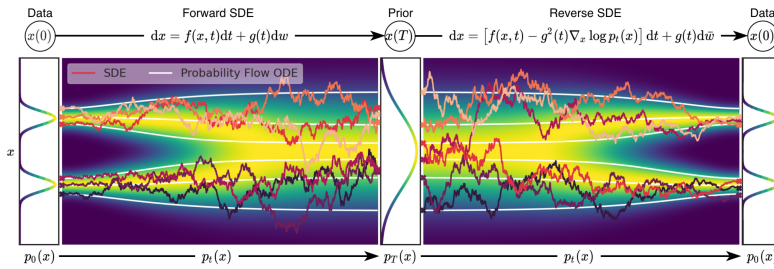 Data Forward SDE Prior Reverse SDE Data
x(0) dx = f(x,t)dt + g(t)dw x(T) dx = [f(x,t) − g²(t)∇ₓ log pₜ(x)] dt + g(t)dw̄ x(0)
SDE Probability Flow ODE
x
p₀(x) pₜ(x) p_T(x) pₜ(x) p₀(x)